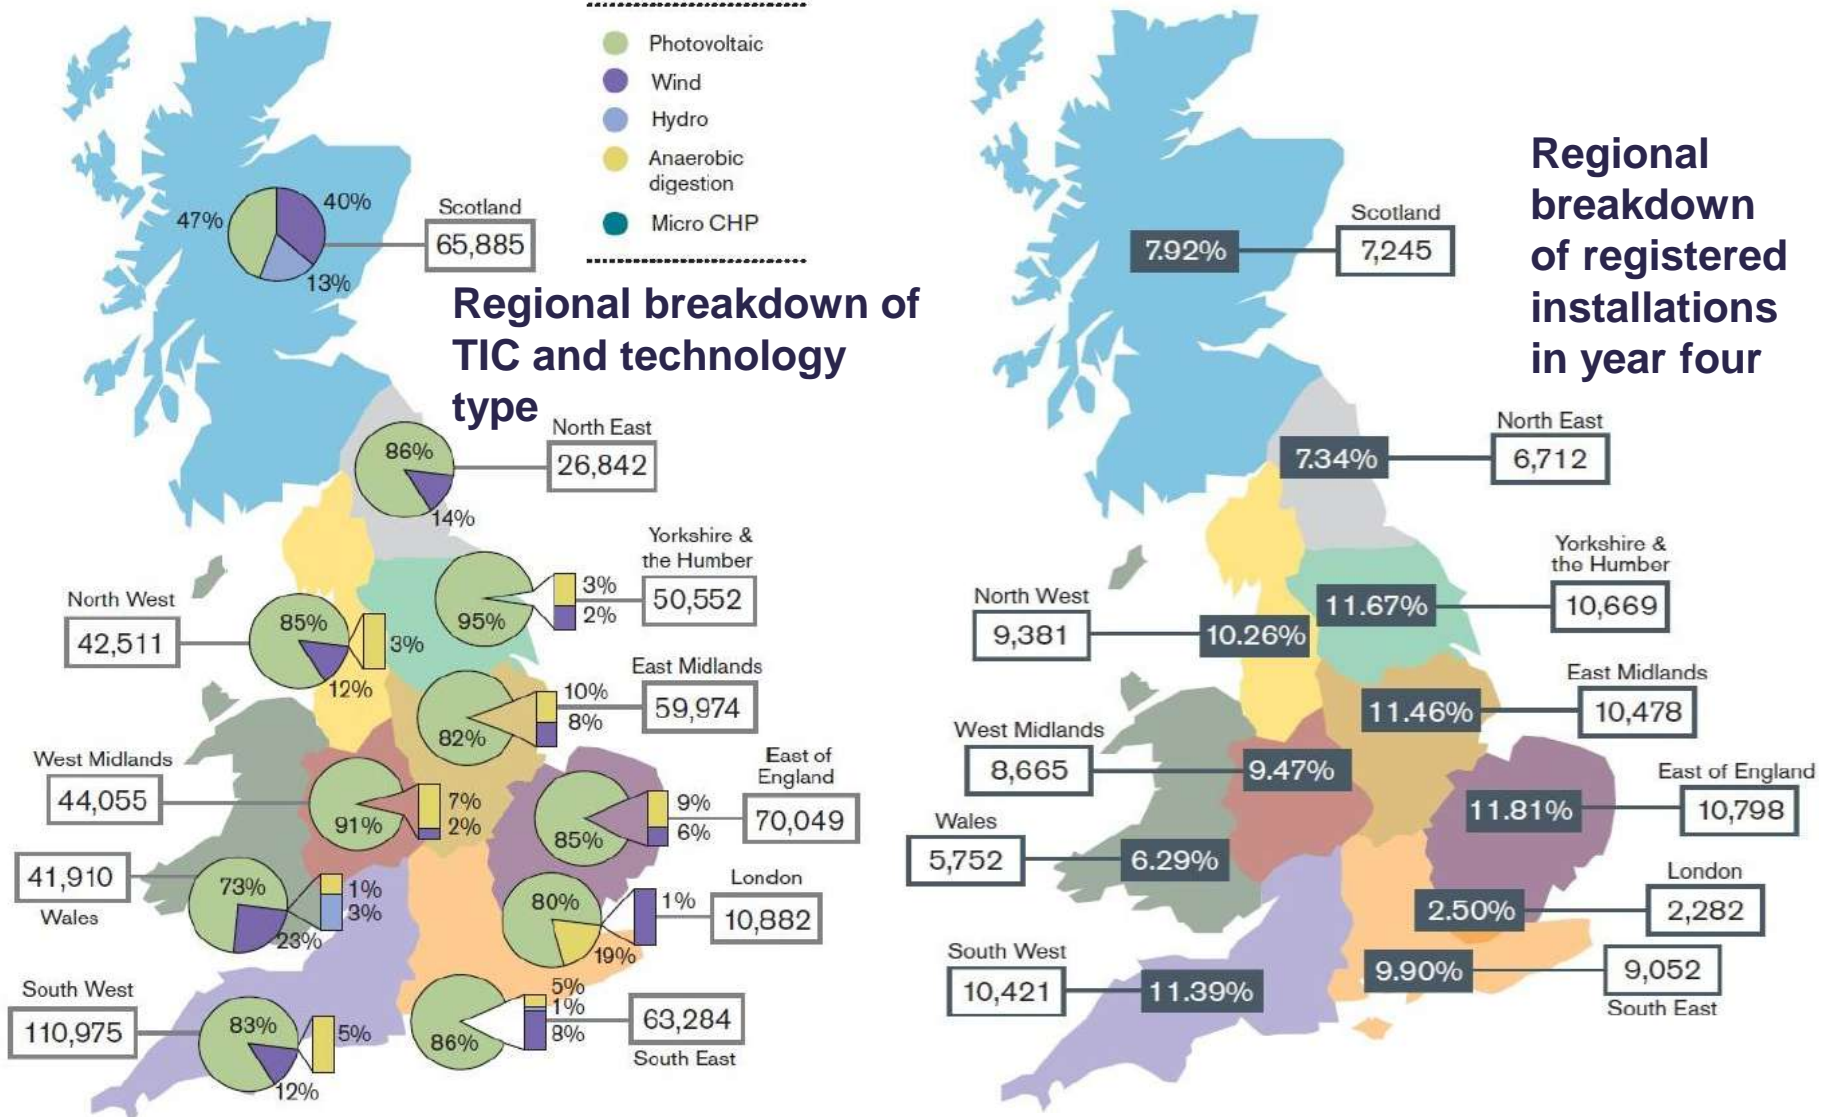 Photovoltaic
Wind
Hydro
Anaerobic
digestion
Micro CHP
Regional breakdown of
TIC and technology
type
47%
40%
13%
Scotland
65,885
86%
14%
North East
26,842
Yorkshire &
the Humber
50,552
95%
3%
2%
North West
42,511
85%
3%
12%
East Midlands
59,974
82%
10%
8%
West Midlands
44,055
91%
7%
2%
East of
England
70,049
85%
9%
6%
41,910
Wales
73%
1%
3%
23%
London
10,882
80%
1%
19%
South West
110,975
83%
5%
12%
86%
5%
1%
8%
63,284
South East
Regional
breakdown
of registered
installations
in year four
7.92%
Scotland
7,245
7.34%
North East
6,712
Yorkshire &
the Humber
11.67%
10,669
North West
9,381
10.26%
East Midlands
11.46%
10,478
West Midlands
8,665
9.47%
East of England
11.81%
10,798
Wales
5,752
6.29%
London
2.50%
2,282
South West
10,421
11.39%
9.90%
9,052
South East